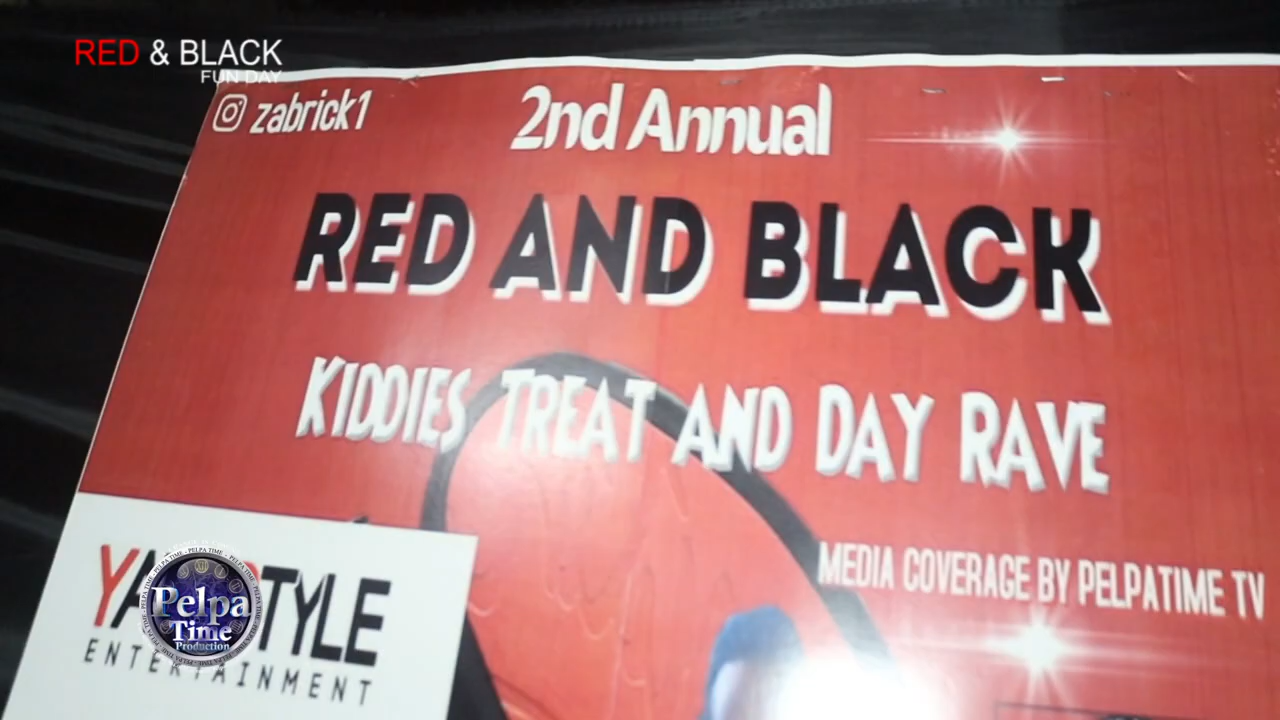 RED & BLACK
FUN DAY
zabrick1
2nd Annual
RED AND BLACK
KIDDIES TREAT AND DAY RAVE
MEDIA COVERAGE BY PELPATIME TV
ENTERTAINMENT
Pelpa
Time
Production